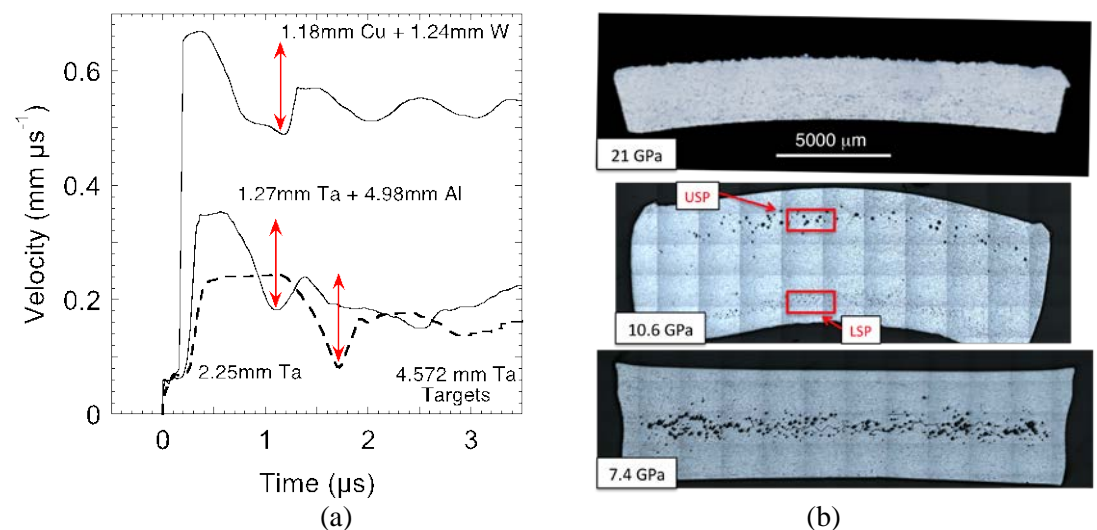 1.18mm Cu + 1.24mm W
0.6
0.4
1.27mm Ta + 4.98mm Al
0.2
2.25mm Ta
4.572 mm Ta
Targets
0
0 1 2 3
Velocity (mm μs⁻¹)
Time (μs)
(a)
5000 μm
21 GPa
USP
10.6 GPa
LSP
7.4 GPa
(b)